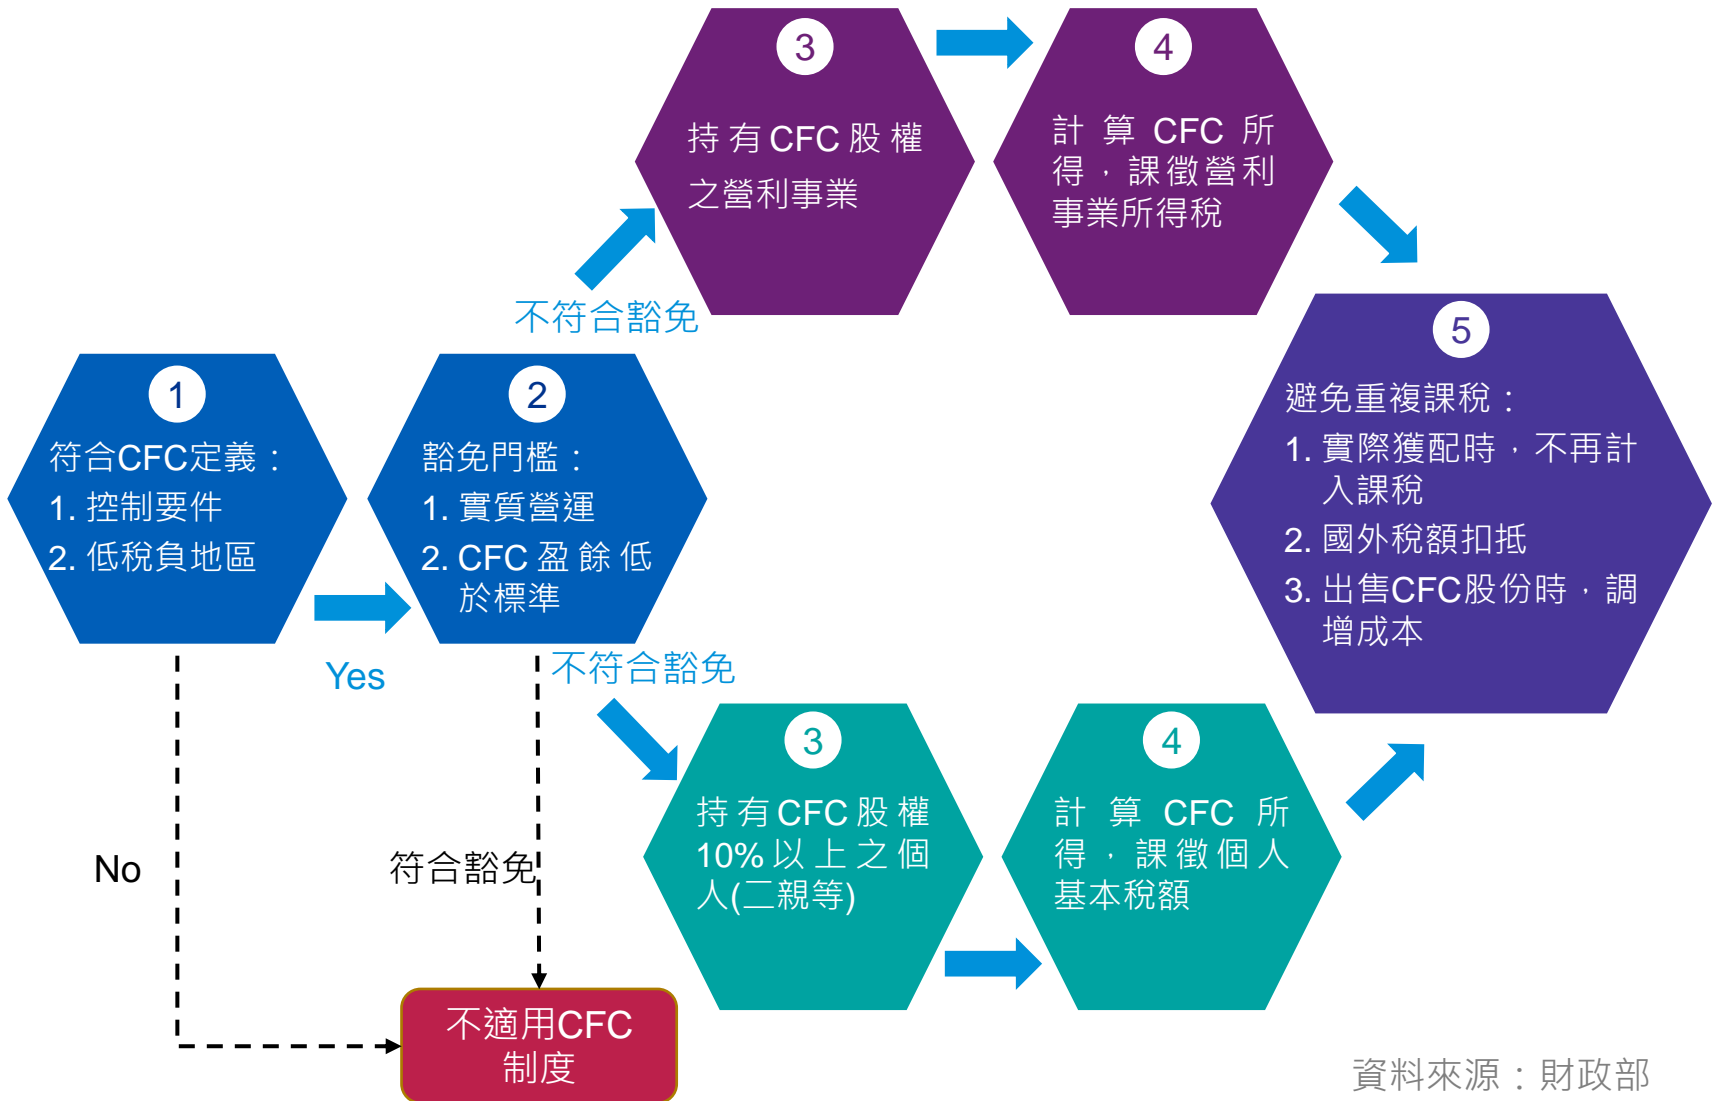 1
符合CFC定義：
1. 控制要件
2. 低稅負地區
Yes
No
2
豁免門檻：
1. 實質營運
2. CFC盈餘低
於標準
不符合豁免
3
持有CFC股權
之營利事業
4
計算CFC所
得，課徵營利
事業所得稅
不符合豁免
3
持有CFC股權
10%以上之個
人(二親等)
4
計算CFC所
得，課徵個人
基本稅額
5
避免重複課稅：
1. 實際獲配時，不再計
入課稅
2. 國外稅額扣抵
3. 出售CFC股份時，調
增成本
符合豁免
不適用CFC
制度
資料來源：財政部